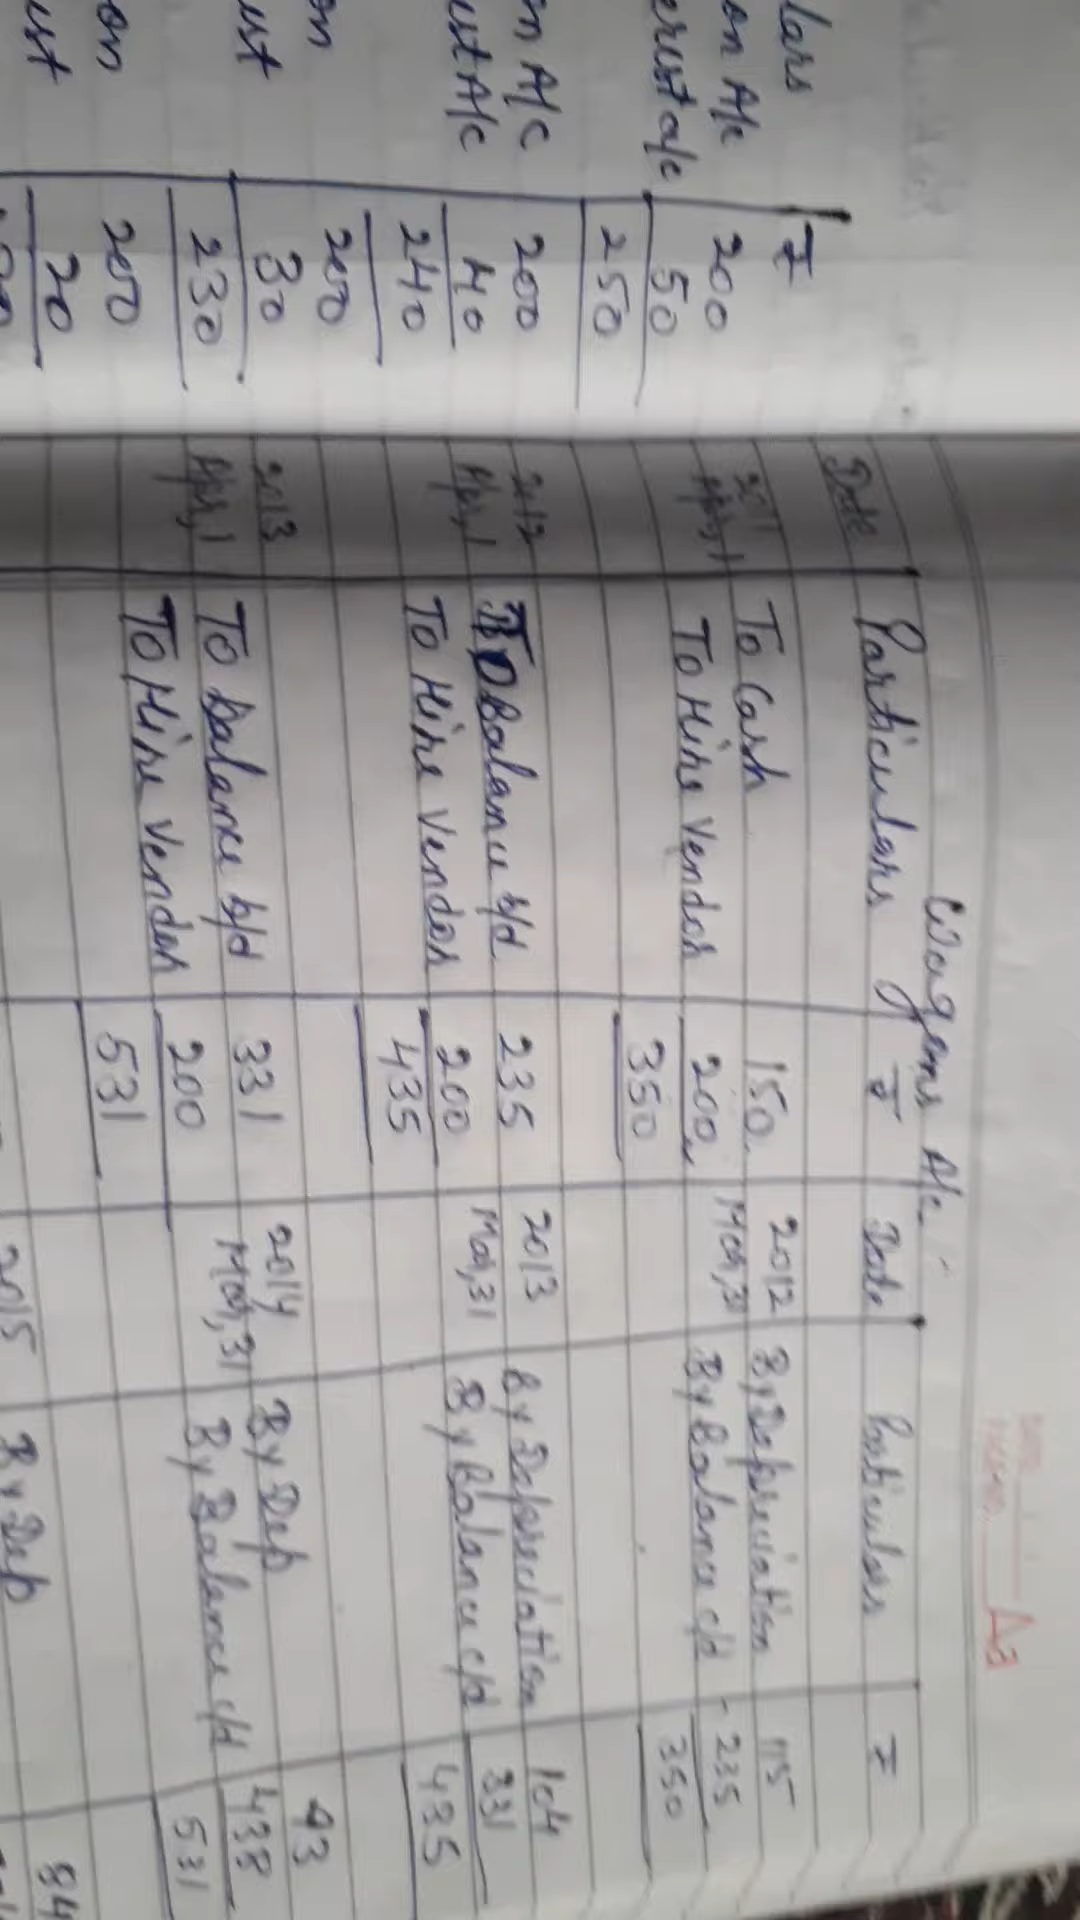 lars ₹
on A/c 200
erest a/c 50
250
n A/c 200
ust A/c 40
240
on 200
ust 30
230
on 200
ust 20
Wagons A/c
Date Particulars J ₹ Date Particulars ₹
2011 To Cash 150 2012 By Depreciation 115
Apr, 1 To Hire Vendor 200 Mar, 31 By Balance c/d 235
350 350
2012 To Balance b/d 235 2013 By Depreciation 104
Apr, 1 To Hire Vendor 200 Mar, 31 By Balance c/d 331
435 435
2013 To Balance b/d 331 2014 By Dep 93
Apr, 1 To Hire Vendor 200 Mar, 31 By Balance c/d 438
531 531
2015 By Dep 84